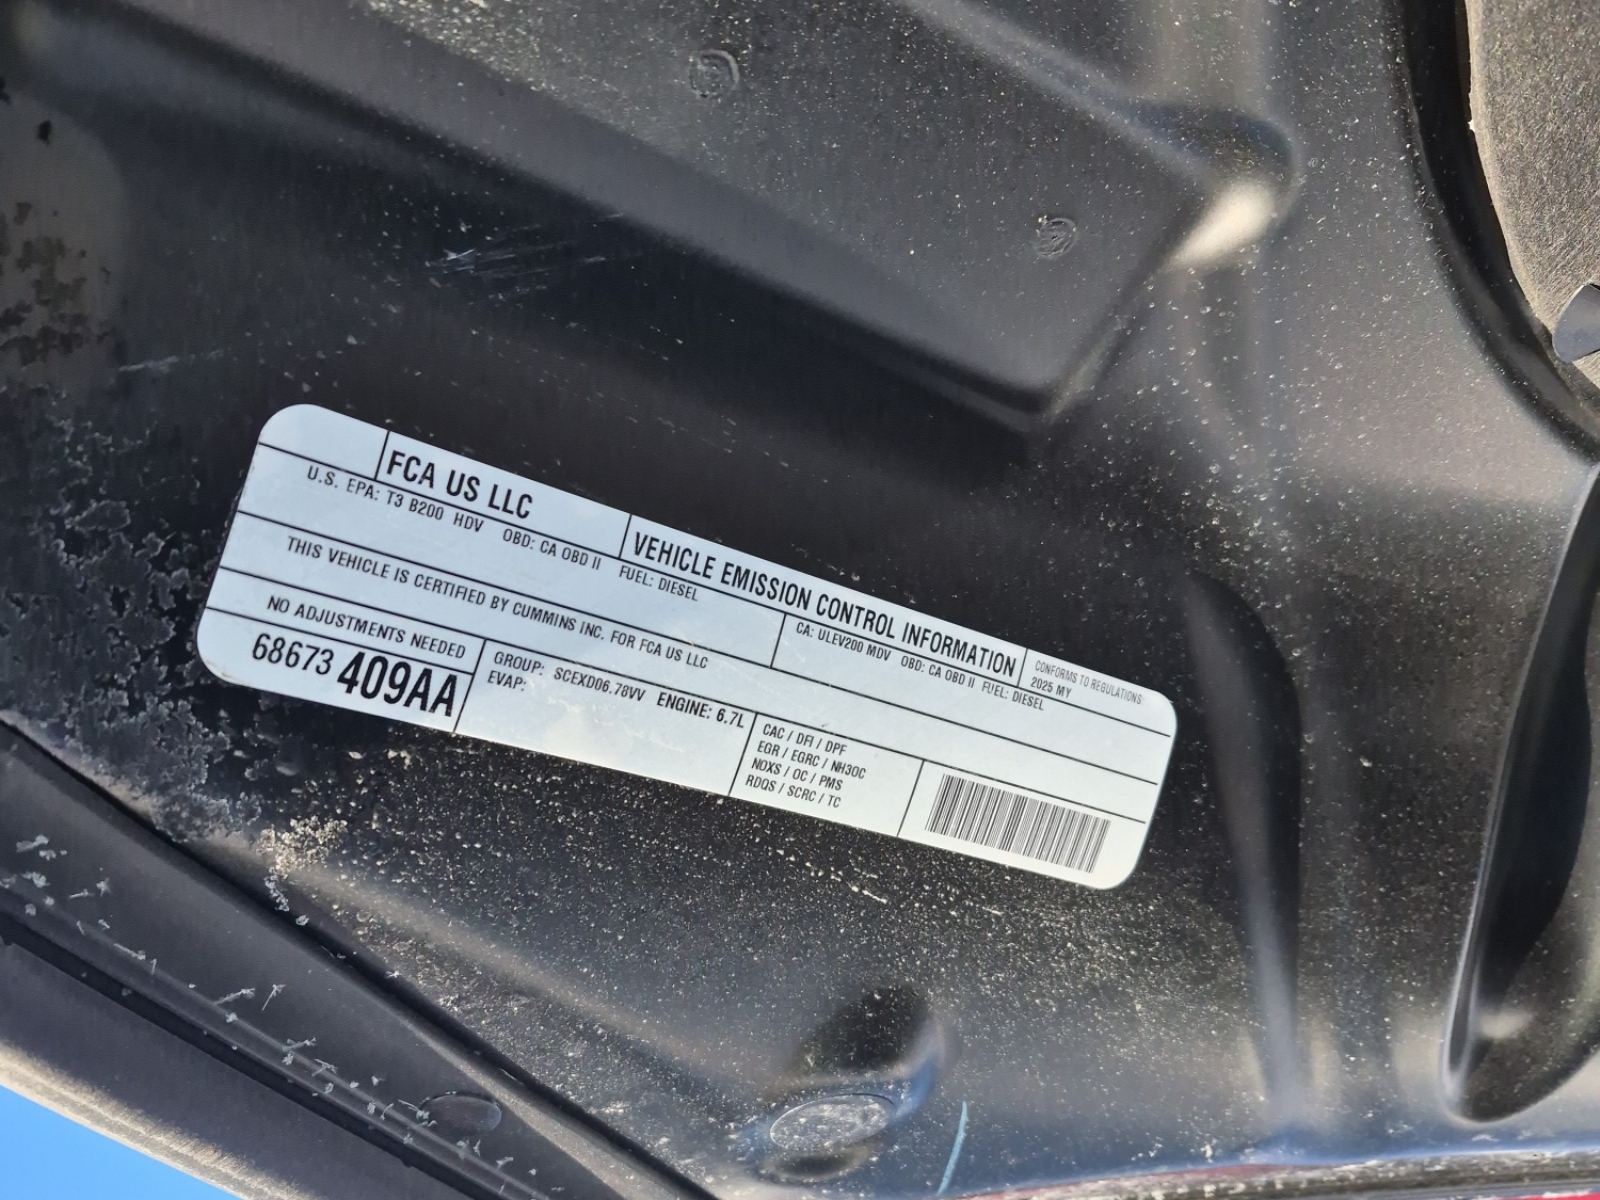 FCA US LLC
VEHICLE EMISSION CONTROL INFORMATION
CONFORMS TO REGULATIONS:
2025 MY
U.S. EPA: T3 B200 HDV OBD: CA OBD II FUEL: DIESEL
CA: ULEV200 MDV OBD: CA OBD II FUEL: DIESEL
THIS VEHICLE IS CERTIFIED BY CUMMINS INC. FOR FCA US LLC
NO ADJUSTMENTS NEEDED
68673409AA
GROUP: SCEXD06.78VV ENGINE: 6.7L
EVAP:
CAC / DFI / DPF
EGR / EGRC / NH3OC
NOXS / OC / PMS
RDQS / SCRC / TC